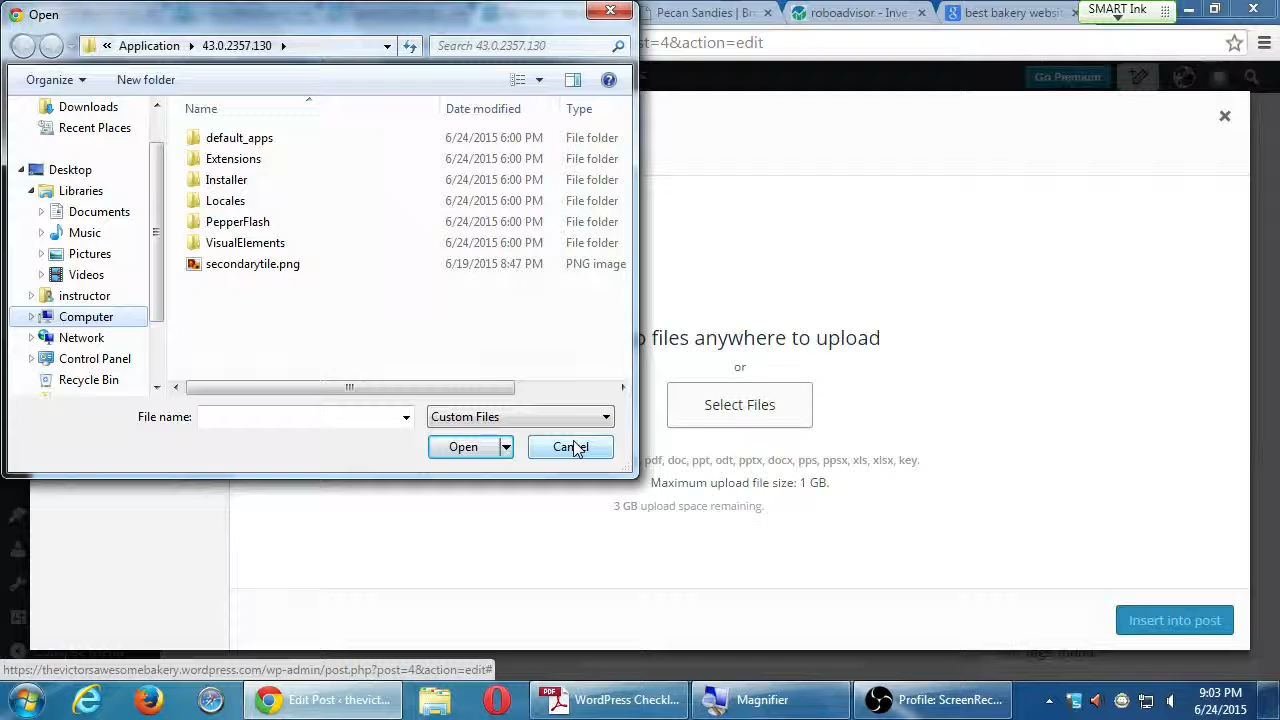 Open
Pecan Sandies | Br
roboadvisor - Inve
best bakery websit
SMART Ink
« Application 43.0.2357.130
Search 43.0.2357.130
post=4&action=edit
Organize
New folder
Go Premium
Downloads
Recent Places
Desktop
Libraries
Documents
Music
Pictures
Videos
instructor
Computer
Network
Control Panel
Recycle Bin
Name Date modified Type
default_apps 6/24/2015 6:00 PM File folder
Extensions 6/24/2015 6:00 PM File folder
Installer 6/24/2015 6:00 PM File folder
Locales 6/24/2015 6:00 PM File folder
PepperFlash 6/24/2015 6:00 PM File folder
VisualElements 6/24/2015 6:00 PM File folder
secondarytile.png 6/19/2015 8:47 PM PNG image
File name:
Custom Files
Open
Cancel
files anywhere to upload
or
Select Files
pdf, doc, ppt, odt, pptx, docx, pps, ppsx, xls, xlsx, key.
Maximum upload file size: 1 GB.
3 GB upload space remaining.
Insert into post
https://thevictorsawesomebakery.wordpress.com/wp-admin/post.php?post=4&action=edit#
Edit Post ‹ thevict...
WordPress Checkl...
Magnifier
Profile: ScreenRec...
9:03 PM
6/24/2015